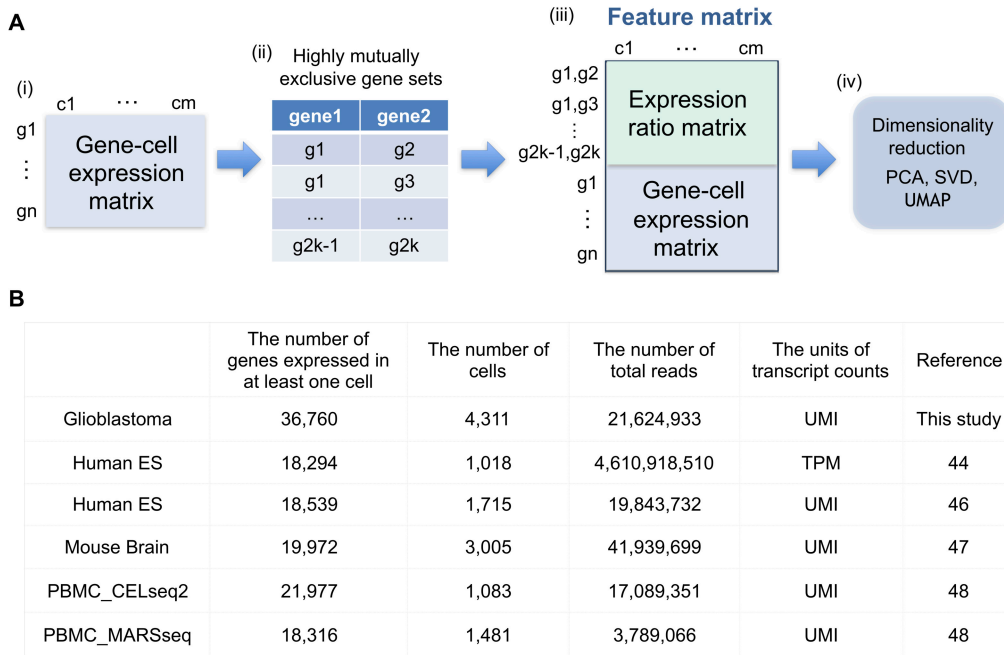 A
(i)
c1 ... cm
g1
⋮
gn
Gene-cell
expression
matrix
(ii)
Highly mutually
exclusive gene sets
gene1 gene2
g1 g2
g1 g3
... ...
g2k-1 g2k
(iii)
Feature matrix
c1 ... cm
g1,g2
g1,g3
⋮
g2k-1,g2k
g1
⋮
gn
Expression
ratio matrix
Gene-cell
expression
matrix
(iv)
Dimensionality
reduction
PCA, SVD,
UMAP
B
The number of
genes expressed in
at least one cell
The number of
cells
The number of
total reads
The units of
transcript counts
Reference
Glioblastoma 36,760 4,311 21,624,933 UMI This study
Human ES 18,294 1,018 4,610,918,510 TPM 44
Human ES 18,539 1,715 19,843,732 UMI 46
Mouse Brain 19,972 3,005 41,939,699 UMI 47
PBMC_CELseq2 21,977 1,083 17,089,351 UMI 48
PBMC_MARSseq 18,316 1,481 3,789,066 UMI 48